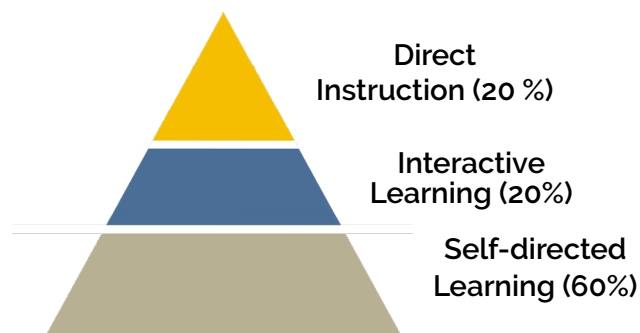 Direct
Instruction (20 %)
Interactive
Learning (20%)
Self-directed
Learning (60%)